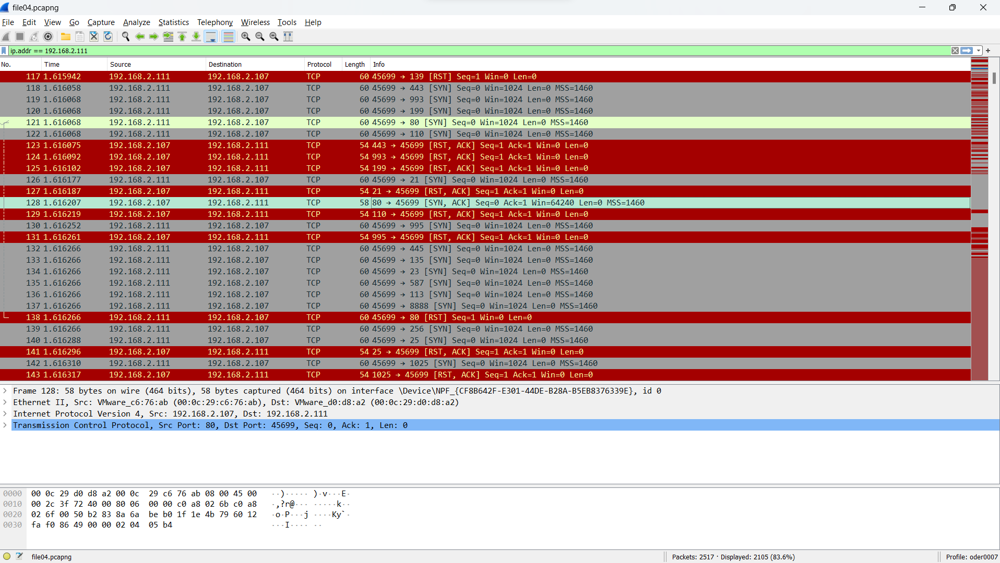 file04.pcapng
File Edit View Go Capture Analyze Statistics Telephony Wireless Tools Help
ip.addr == 192.168.2.111
No. Time Source Destination Protocol Length Info
117 1.615942 192.168.2.111 192.168.2.107 TCP 60 45699 → 139 [RST] Seq=1 Win=0 Len=0
118 1.616058 192.168.2.111 192.168.2.107 TCP 60 45699 → 443 [SYN] Seq=0 Win=1024 Len=0 MSS=1460
119 1.616068 192.168.2.111 192.168.2.107 TCP 60 45699 → 993 [SYN] Seq=0 Win=1024 Len=0 MSS=1460
120 1.616068 192.168.2.111 192.168.2.107 TCP 60 45699 → 199 [SYN] Seq=0 Win=1024 Len=0 MSS=1460
121 1.616068 192.168.2.111 192.168.2.107 TCP 60 45699 → 80 [SYN] Seq=0 Win=1024 Len=0 MSS=1460
122 1.616068 192.168.2.111 192.168.2.107 TCP 60 45699 → 110 [SYN] Seq=0 Win=1024 Len=0 MSS=1460
123 1.616075 192.168.2.107 192.168.2.111 TCP 54 443 → 45699 [RST, ACK] Seq=1 Ack=1 Win=0 Len=0
124 1.616092 192.168.2.107 192.168.2.111 TCP 54 993 → 45699 [RST, ACK] Seq=1 Ack=1 Win=0 Len=0
125 1.616102 192.168.2.107 192.168.2.111 TCP 54 199 → 45699 [RST, ACK] Seq=1 Ack=1 Win=0 Len=0
126 1.616177 192.168.2.111 192.168.2.107 TCP 60 45699 → 21 [SYN] Seq=0 Win=1024 Len=0 MSS=1460
127 1.616187 192.168.2.107 192.168.2.111 TCP 54 21 → 45699 [RST, ACK] Seq=1 Ack=1 Win=0 Len=0
128 1.616207 192.168.2.107 192.168.2.111 TCP 58 80 → 45699 [SYN, ACK] Seq=0 Ack=1 Win=64240 Len=0 MSS=1460
129 1.616219 192.168.2.107 192.168.2.111 TCP 54 110 → 45699 [RST, ACK] Seq=1 Ack=1 Win=0 Len=0
130 1.616252 192.168.2.111 192.168.2.107 TCP 60 45699 → 995 [SYN] Seq=0 Win=1024 Len=0 MSS=1460
131 1.616261 192.168.2.107 192.168.2.111 TCP 54 995 → 45699 [RST, ACK] Seq=1 Ack=1 Win=0 Len=0
132 1.616266 192.168.2.111 192.168.2.107 TCP 60 45699 → 445 [SYN] Seq=0 Win=1024 Len=0 MSS=1460
133 1.616266 192.168.2.111 192.168.2.107 TCP 60 45699 → 135 [SYN] Seq=0 Win=1024 Len=0 MSS=1460
134 1.616266 192.168.2.111 192.168.2.107 TCP 60 45699 → 23 [SYN] Seq=0 Win=1024 Len=0 MSS=1460
135 1.616266 192.168.2.111 192.168.2.107 TCP 60 45699 → 587 [SYN] Seq=0 Win=1024 Len=0 MSS=1460
136 1.616266 192.168.2.111 192.168.2.107 TCP 60 45699 → 113 [SYN] Seq=0 Win=1024 Len=0 MSS=1460
137 1.616266 192.168.2.111 192.168.2.107 TCP 60 45699 → 8888 [SYN] Seq=0 Win=1024 Len=0 MSS=1460
138 1.616266 192.168.2.111 192.168.2.107 TCP 60 45699 → 80 [RST] Seq=1 Win=0 Len=0
139 1.616266 192.168.2.111 192.168.2.107 TCP 60 45699 → 256 [SYN] Seq=0 Win=1024 Len=0 MSS=1460
140 1.616288 192.168.2.111 192.168.2.107 TCP 60 45699 → 25 [SYN] Seq=0 Win=1024 Len=0 MSS=1460
141 1.616296 192.168.2.107 192.168.2.111 TCP 54 25 → 45699 [RST, ACK] Seq=1 Ack=1 Win=0 Len=0
142 1.616310 192.168.2.111 192.168.2.107 TCP 60 45699 → 1025 [SYN] Seq=0 Win=1024 Len=0 MSS=1460
143 1.616317 192.168.2.107 192.168.2.111 TCP 54 1025 → 45699 [RST, ACK] Seq=1 Ack=1 Win=0 Len=0
Frame 128: 58 bytes on wire (464 bits), 58 bytes captured (464 bits) on interface \Device\NPF_{CF8B642F-E301-44DE-B28A-B5EB8376339E}, id 0
Ethernet II, Src: VMware_c6:76:ab (00:0c:29:c6:76:ab), Dst: VMware_d0:d8:a2 (00:0c:29:d0:d8:a2)
Internet Protocol Version 4, Src: 192.168.2.107, Dst: 192.168.2.111
Transmission Control Protocol, Src Port: 80, Dst Port: 45699, Seq: 0, Ack: 1, Len: 0
0000 00 0c 29 d0 d8 a2 00 0c 29 c6 76 ab 08 00 45 00 ··)····· )·v···E·
0010 00 2c 3f 72 40 00 80 06 00 00 c0 a8 02 6b c0 a8 ·,?r@··· ·····k··
0020 02 6f 00 50 b2 83 8a 6a be b0 1f 1e 4b 79 60 12 ·o·P···j ····Ky`·
0030 fa f0 86 49 00 00 02 04 05 b4 ···I···· ··
file04.pcapng
Packets: 2517 · Displayed: 2105 (83.6%)
Profile: oder0007